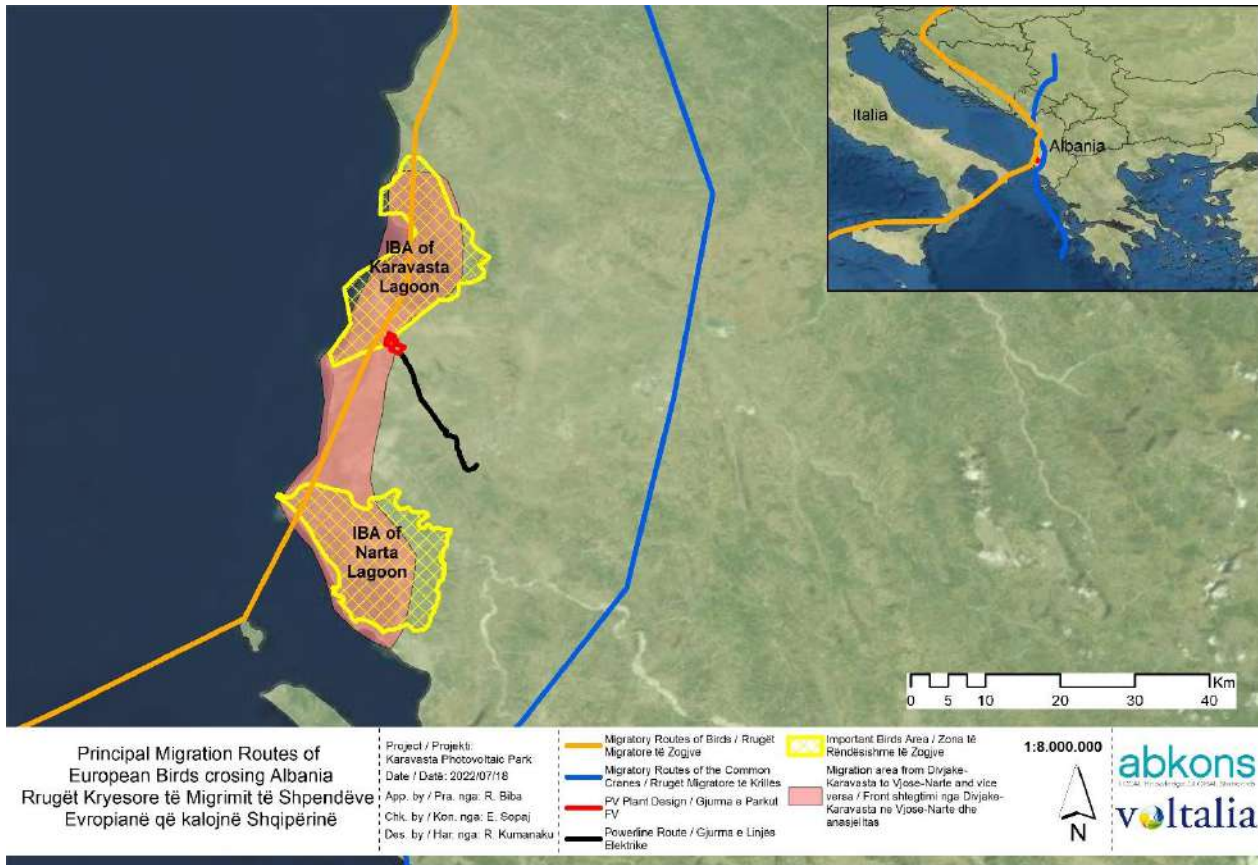 Italia
Albania
IBA of
Karavasta
Lagoon
IBA of
Narta
Lagoon
Km
0 5 10 20 30 40
Principal Migration Routes of
European Birds crosing Albania
Rrugët Kryesore të Migrimit të Shpendëve
Evropianë që kalojnë Shqipërinë
Project / Projekti:
Karavasta Photovoltaic Park
Date / Datë: 2022/07/18
App. by / Pra. nga: R. Biba
Chk. by / Kon. nga: E. Sopaj
Des. by / Har. nga: R. Kumanaku
Migratory Routes of Birds / Rrugët
Migratore të Zogjve
Migratory Routes of the Common
Cranes / Rrugët Migratore të Krillës
PV Plant Design / Gjurma e Parkut
FV
Powerline Route / Gjurma e Linjës
Elektrike
Important Birds Area / Zona të
Rëndësishme të Zogjve
Migration area from Divjake-
Karavasta to Vjose-Narte and vice
versa / Front shtegtimi nga Divjake-
Karavasta ne Vjose-Narte dhe
anasjelltas
1:8.000.000
N
abkons
voltalia